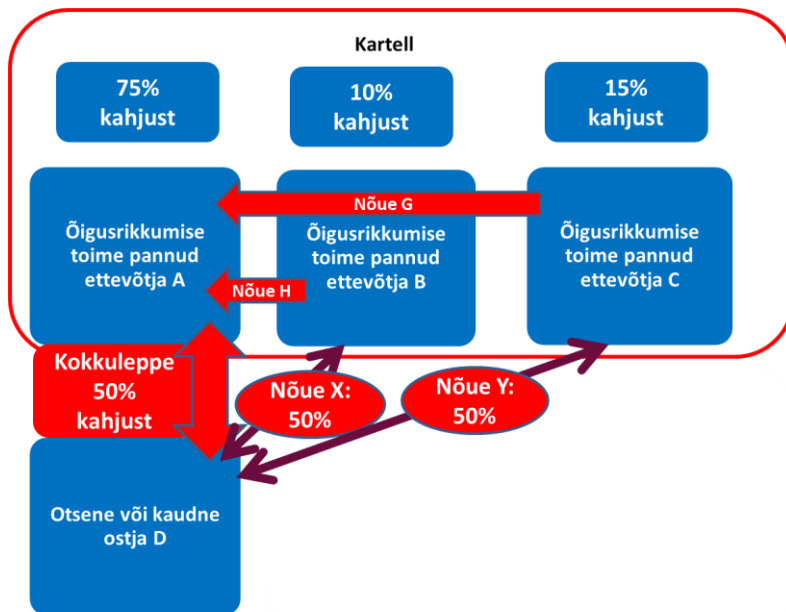 Kartell
75%
kahjust
10%
kahjust
15%
kahjust
Nõue G
Õigusrikkumise
toime pannud
ettevõtja A
Õigusrikkumise
toime pannud
ettevõtja B
Õigusrikkumise
toime pannud
ettevõtja C
Nõue H
Kokkuleppe
50%
kahjust
Nõue X:
50%
Nõue Y:
50%
Otsene või kaudne
ostja D